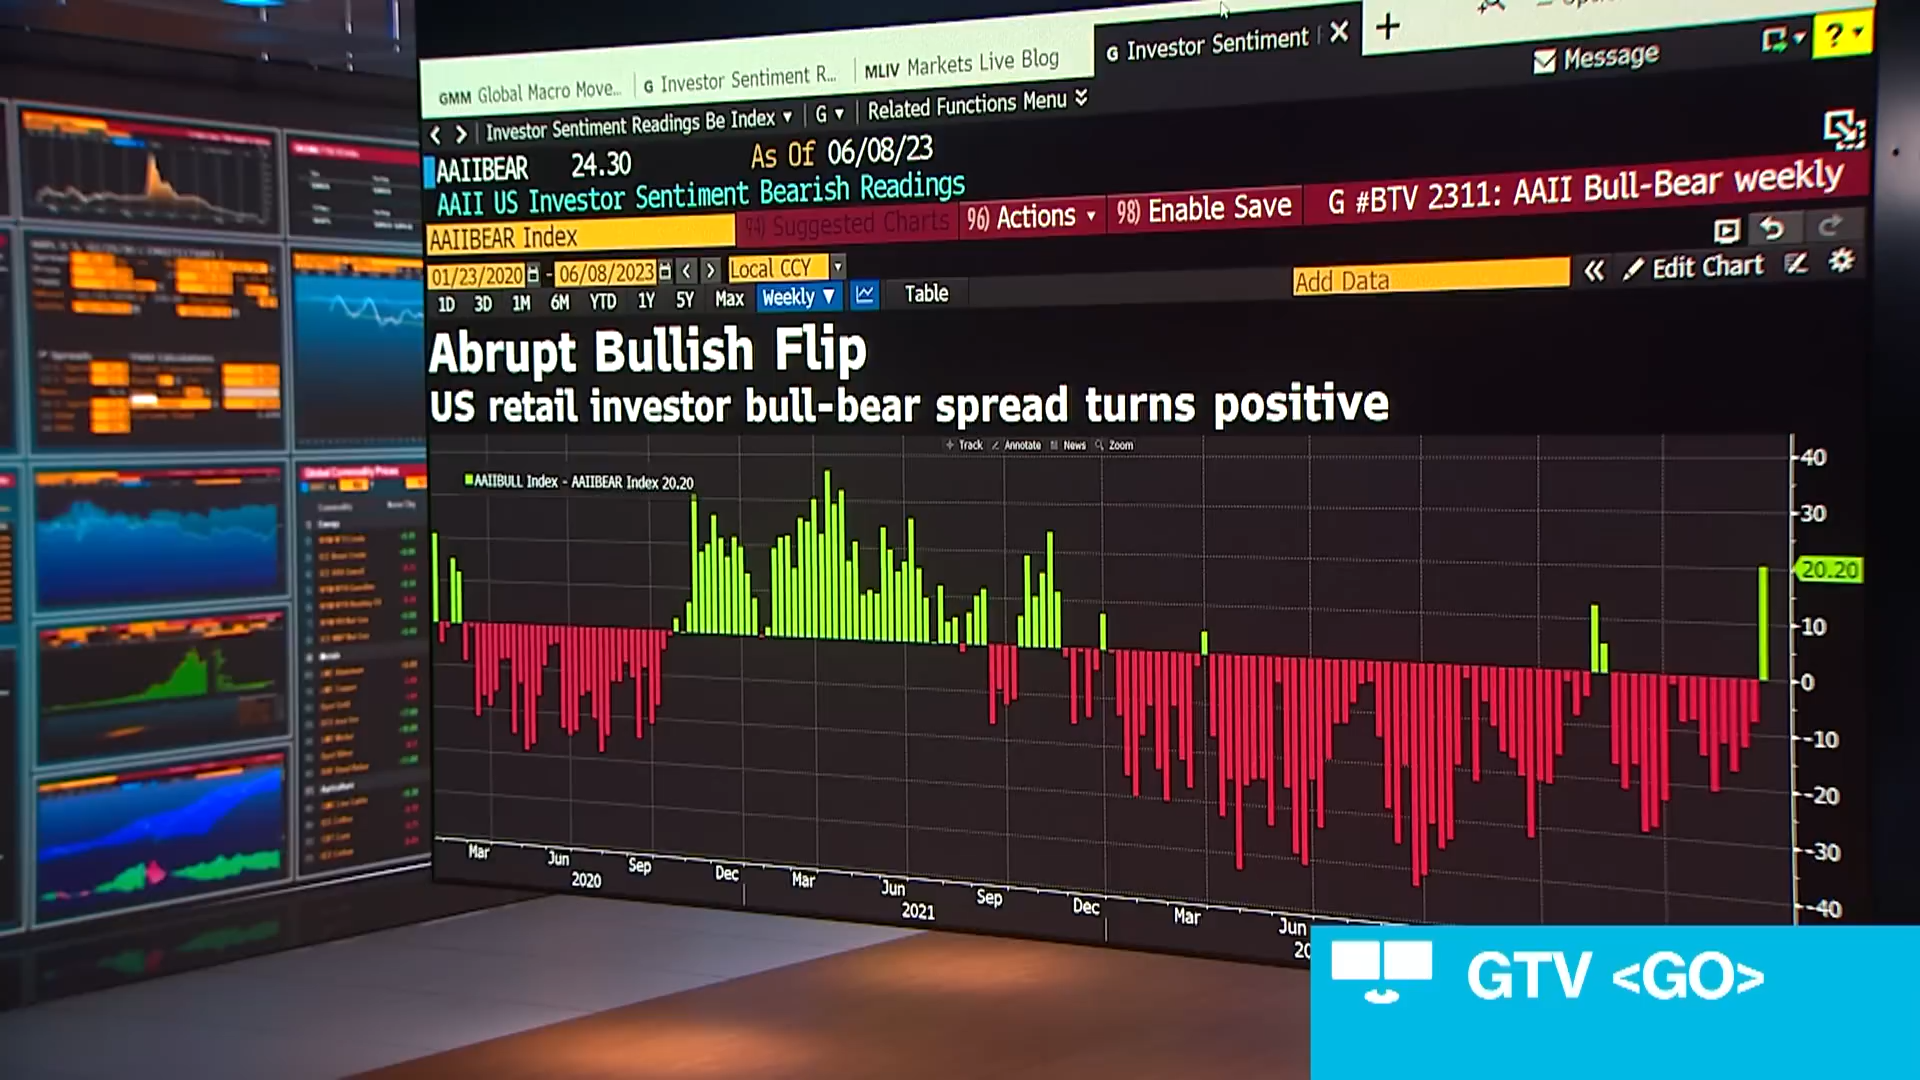 GMM Global Macro Move...
G Investor Sentiment R...
MLIV Markets Live Blog
G Investor Sentiment
Message
?
Investor Sentiment Readings Be Index
G
Related Functions Menu
AAIIBEAR 24.30 As Of 06/08/23
AAII US Investor Sentiment Bearish Readings
AAIIBEAR Index
94) Suggested Charts
96) Actions
98) Enable Save
G #BTV 2311: AAII Bull-Bear weekly
01/23/2020 - 06/08/2023
Local CCY
Add Data
Edit Chart
1D 3D 1M 6M YTD 1Y 5Y Max Weekly Table
Abrupt Bullish Flip
US retail investor bull-bear spread turns positive
Track Annotate News Zoom
AAIIBULL Index - AAIIBEAR Index 20.20
40
30
20.20
10
0
-10
-20
-30
-40
Mar Jun Sep Dec Mar Jun Sep Dec Mar Jun
2020 2021 20
Global Commodity Prices
GTV <GO>